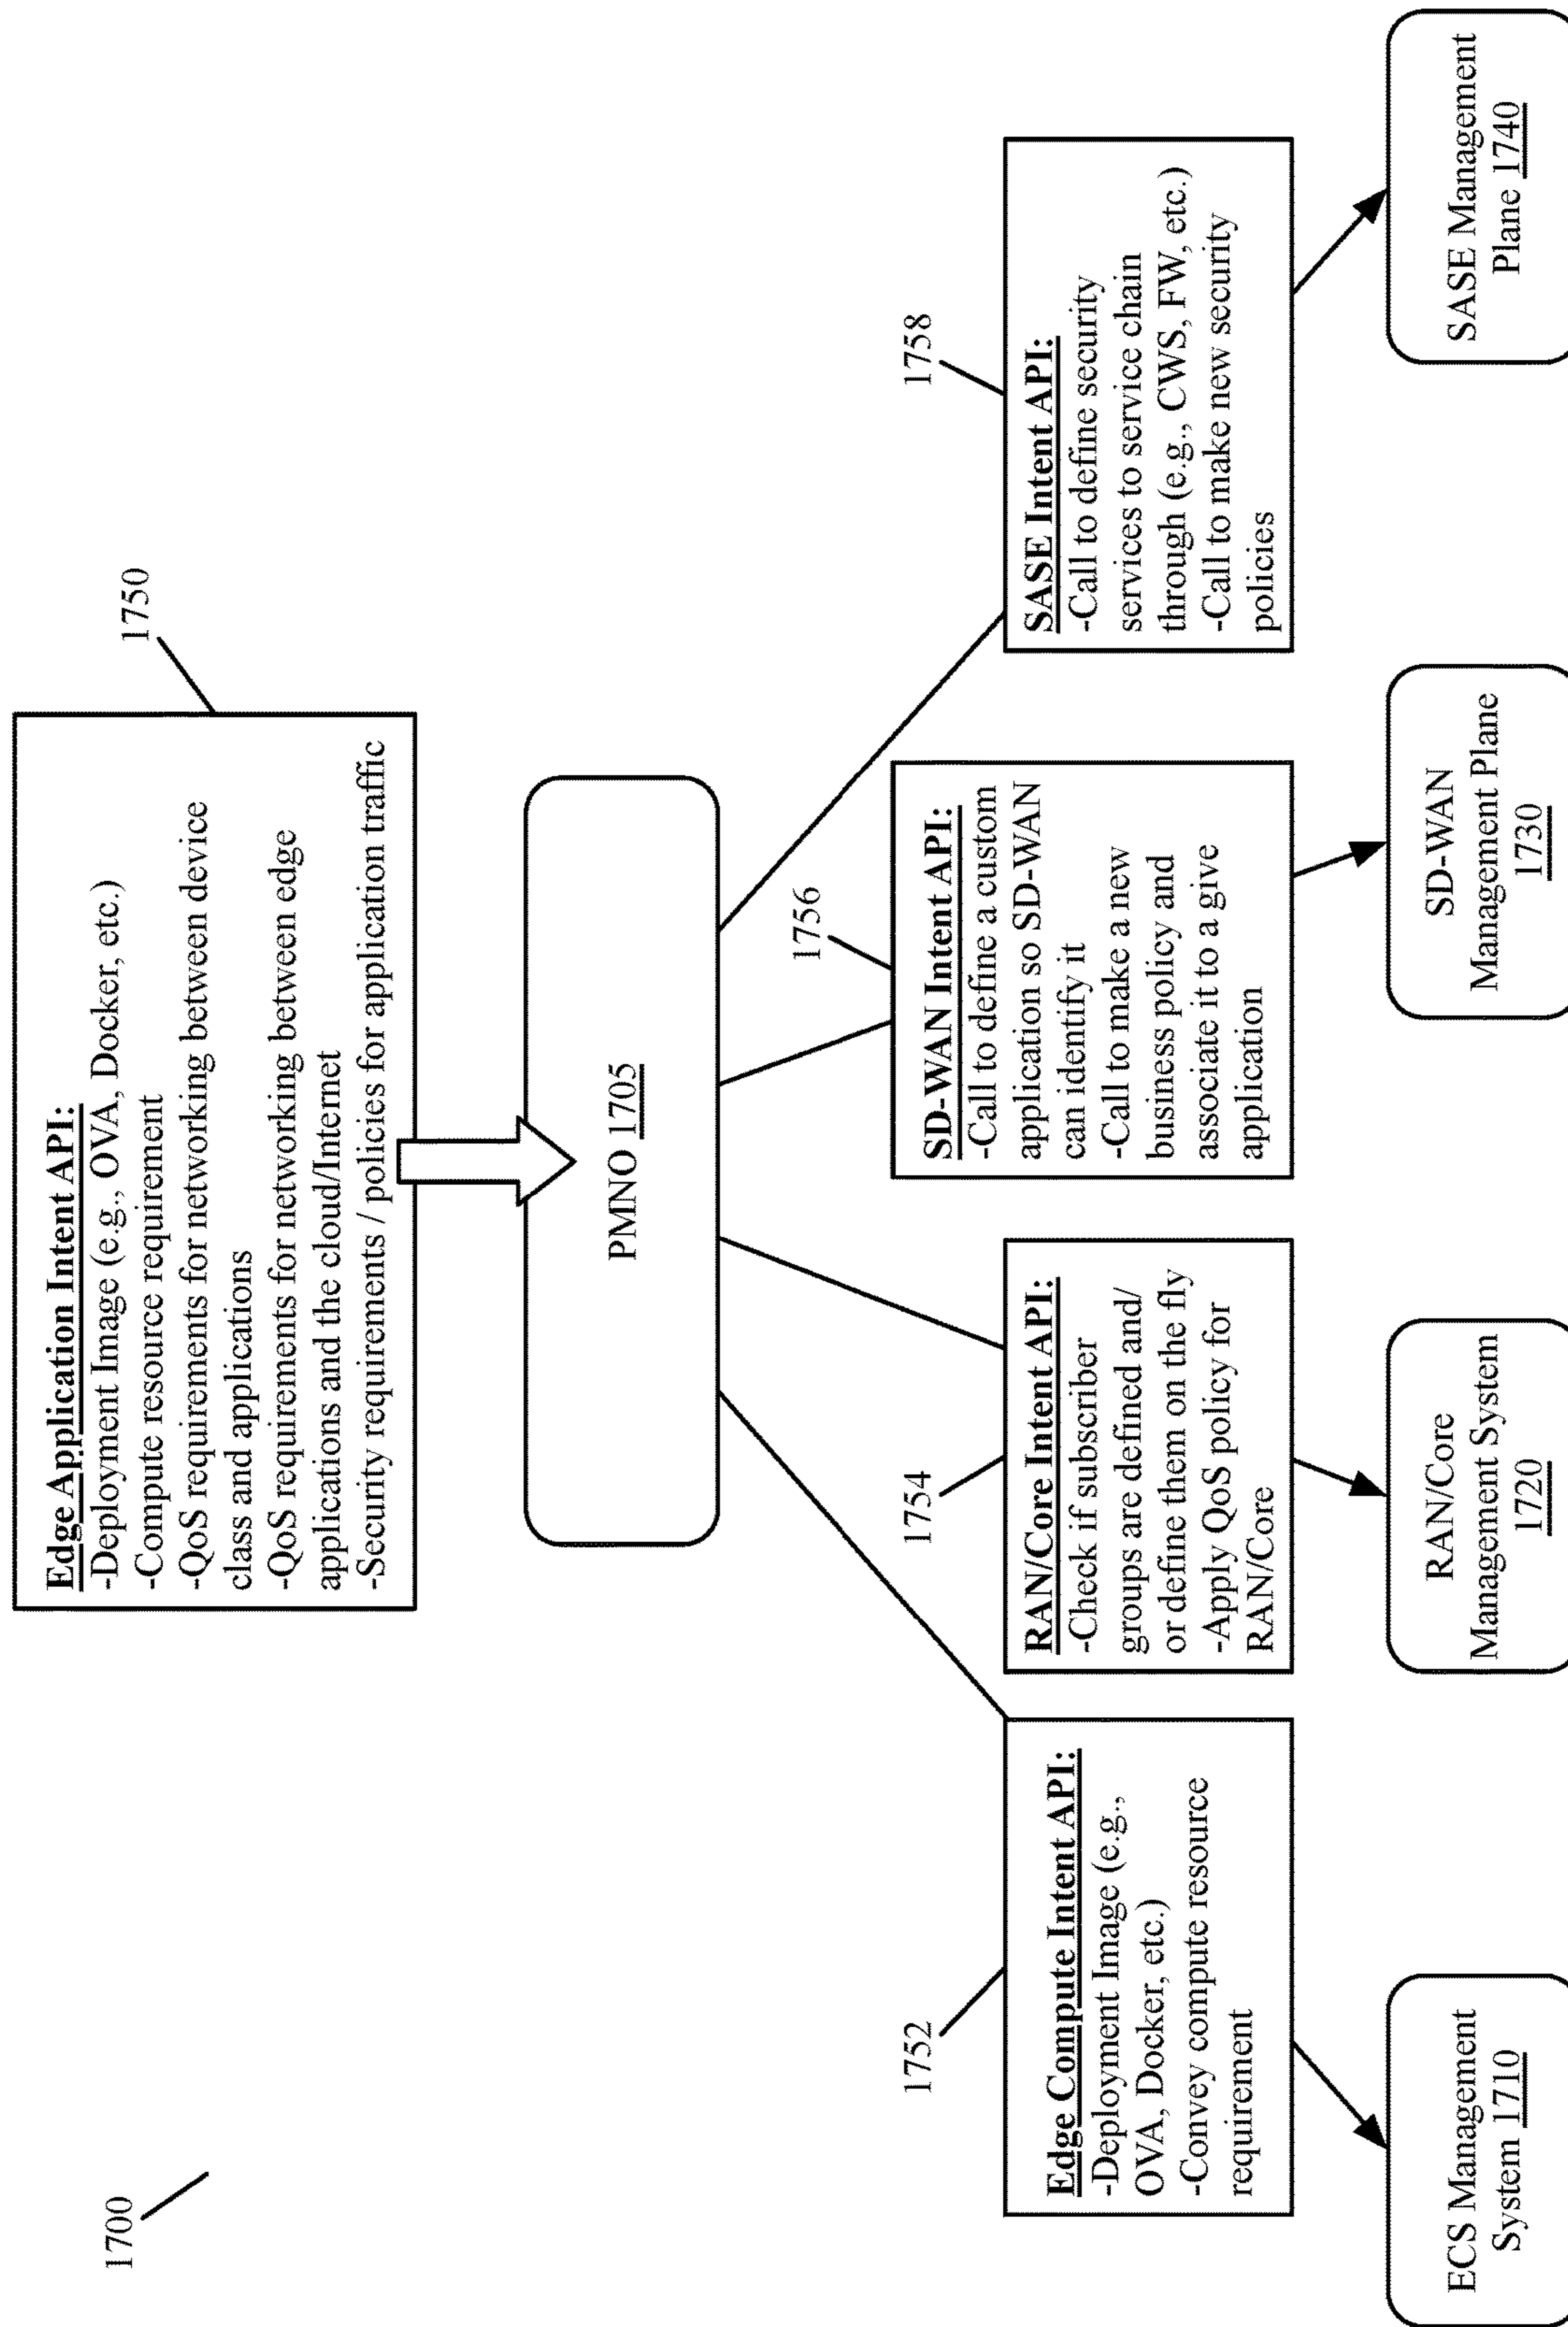 1700
1750
Edge Application Intent API:
-Deployment Image (e.g., OVA, Docker, etc.)
-Compute resource requirement
-QoS requirements for networking between device
class and applications
-QoS requirements for networking between edge
applications and the cloud/Internet
-Security requirements / policies for application traffic
PMNO 1705
1752
Edge Compute Intent API:
-Deployment Image (e.g.,
OVA, Docker, etc.)
-Convey compute resource
requirement
1754
RAN/Core Intent API:
-Check if subscriber
groups are defined and/
or define them on the fly
-Apply QoS policy for
RAN/Core
1756
SD-WAN Intent API:
-Call to define a custom
application so SD-WAN
can identify it
-Call to make a new
business policy and
associate it to a give
application
1758
SASE Intent API:
-Call to define security
services to service chain
through (e.g., CWS, FW, etc.)
-Call to make new security
policies
ECS Management
System 1710
RAN/Core
Management System
1720
SD-WAN
Management Plane
1730
SASE Management
Plane 1740